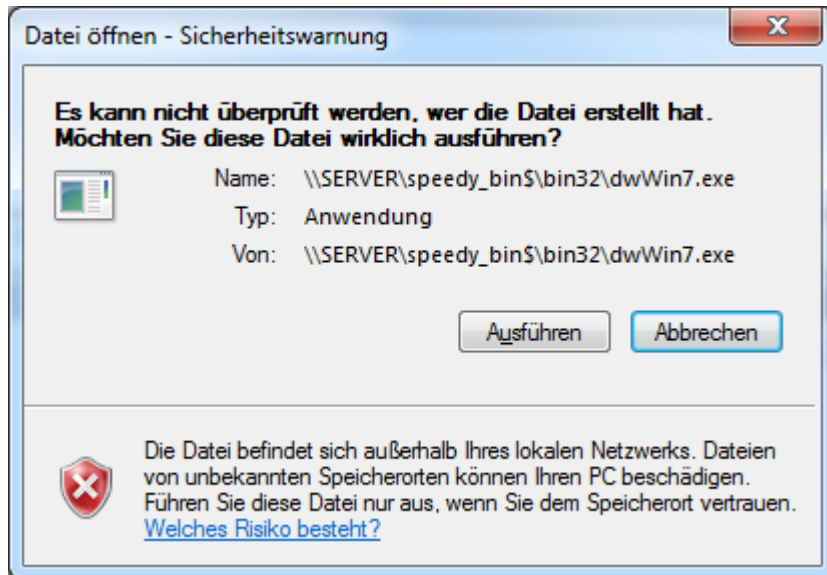 Datei öffnen - Sicherheitswarnung
Es kann nicht überprüft werden, wer die Datei erstellt hat.
Möchten Sie diese Datei wirklich ausführen?
Name: \\SERVER\speedy_bin$\bin32\dwWin7.exe
Typ: Anwendung
Von: \\SERVER\speedy_bin$\bin32\dwWin7.exe
Ausführen Abbrechen
Die Datei befindet sich außerhalb Ihres lokalen Netzwerks. Dateien
von unbekannten Speicherorten können Ihren PC beschädigen.
Führen Sie diese Datei nur aus, wenn Sie dem Speicherort vertrauen.
Welches Risiko besteht?